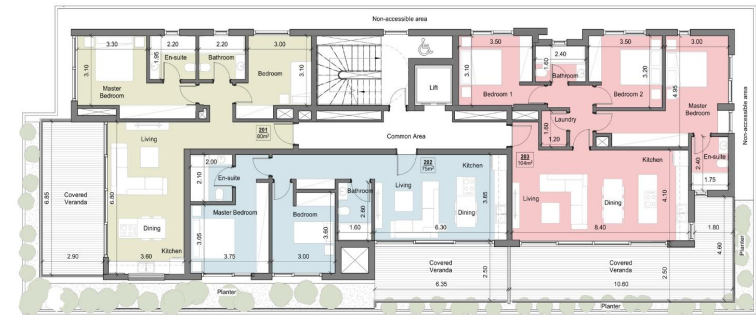 Non-accessible area
3.30
2.20
2.20
3.00
3.10
1.95
En-suite
Bathroom
Bedroom
3.10
Master
Bedroom
Lift
3.50
2.40
1.60
Bathroom
3.50
3.00
3.10
Bedroom 1
Bedroom 2
3.20
4.95
Master
Bedroom
Non-accessible area
Laundry
1.60
1.20
En-suite
2.40
1.75
201
80m²
Living
Common Area
202
75m²
203
104m²
Kitchen
Kitchen
6.85
Covered
Veranda
6.80
2.00
2.10
En-suite
Master Bedroom
Bedroom
Bathroom
2.60
1.60
Living
Dining
3.85
6.30
Living
Dining
4.10
8.40
Dining
Kitchen
2.90
3.60
3.05
3.75
3.60
3.00
1.80
4.60
Planter
Covered
Veranda
2.50
6.35
Covered
Veranda
2.50
10.60
Planter
Planter